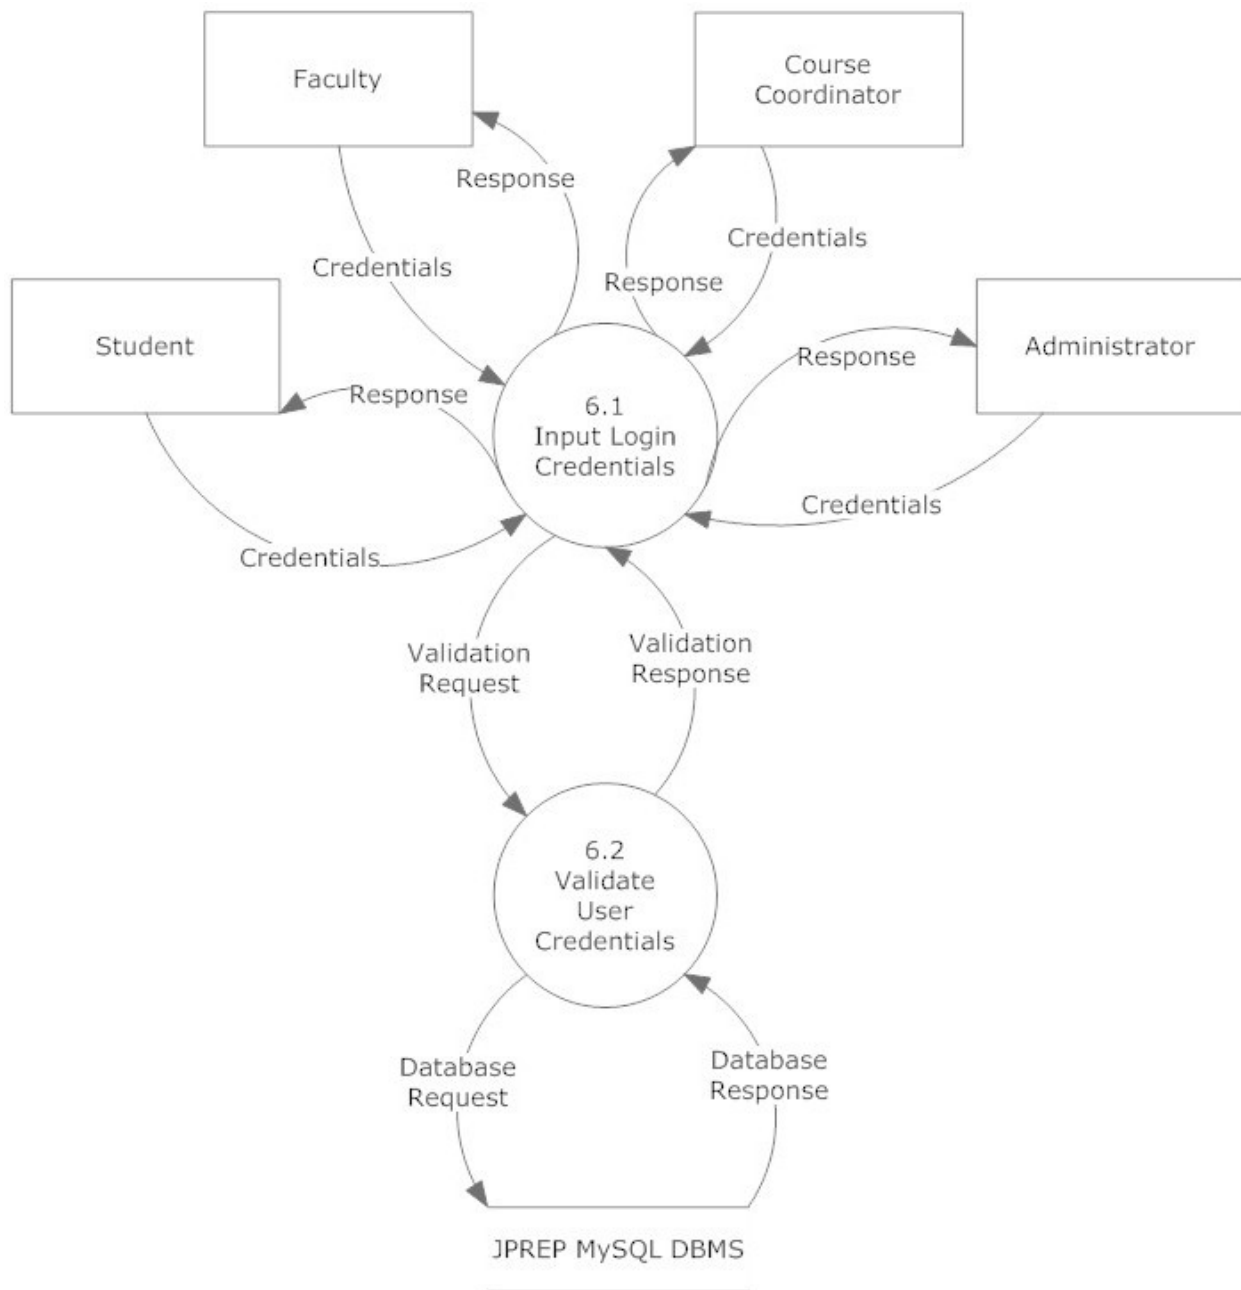 Faculty
Course
Coordinator
Response
Credentials
Credentials
Response
Student
Administrator
Response
Response
6.1
Input Login
Credentials
Credentials
Credentials
Validation
Request
Validation
Response
6.2
Validate
User
Credentials
Database
Request
Database
Response
JPREP MySQL DBMS